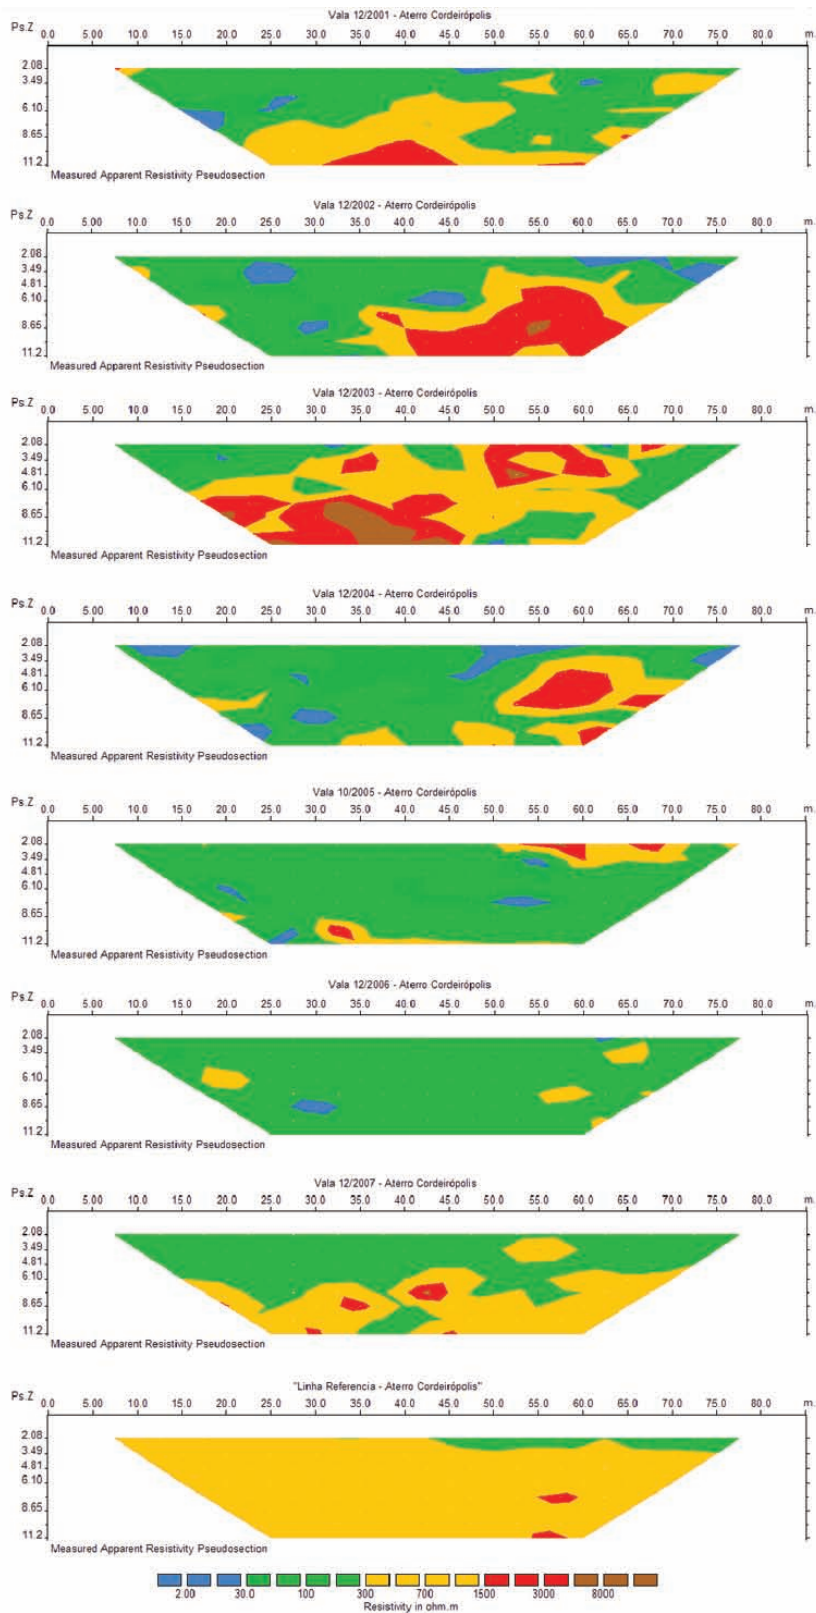 Vala 12/2001 - Aterro Cordeirópolis
Ps.Z 0.0 5.00 10.0 15.0 20.0 25.0 30.0 35.0 40.0 45.0 50.0 55.0 60.0 65.0 70.0 75.0 80.0 m.
2.08
3.49
6.10
8.65
11.2
Measured Apparent Resistivity Pseudosection
Vala 12/2002 - Aterro Cordeirópolis
Ps.Z 0.0 5.00 10.0 15.0 20.0 25.0 30.0 35.0 40.0 45.0 50.0 55.0 60.0 65.0 70.0 75.0 80.0 m.
2.08
3.49
4.81
6.10
8.65
11.2
Measured Apparent Resistivity Pseudosection
Vala 12/2003 - Aterro Cordeirópolis
Ps.Z 0.0 5.00 10.0 15.0 20.0 25.0 30.0 35.0 40.0 45.0 50.0 55.0 60.0 65.0 70.0 75.0 80.0 m.
2.08
3.49
4.81
6.10
8.65
11.2
Measured Apparent Resistivity Pseudosection
Vala 12/2004 - Aterro Cordeirópolis
Ps.Z 0.0 5.00 10.0 15.0 20.0 25.0 30.0 35.0 40.0 45.0 50.0 55.0 60.0 65.0 70.0 75.0 80.0 m.
2.08
3.49
4.81
6.10
8.65
11.2
Measured Apparent Resistivity Pseudosection
Vala 10/2005 - Aterro Cordeirópolis
Ps.Z 0.0 5.00 10.0 15.0 20.0 25.0 30.0 35.0 40.0 45.0 50.0 55.0 60.0 65.0 70.0 75.0 80.0 m.
2.08
3.49
4.81
6.10
8.65
11.2
Measured Apparent Resistivity Pseudosection
Vala 12/2006 - Aterro Cordeirópolis
Ps.Z 0.0 5.00 10.0 15.0 20.0 25.0 30.0 35.0 40.0 45.0 50.0 55.0 60.0 65.0 70.0 75.0 80.0 m.
2.08
3.49
6.10
8.65
11.2
Measured Apparent Resistivity Pseudosection
Vala 12/2007 - Aterro Cordeirópolis
Ps.Z 0.0 5.00 10.0 15.0 20.0 25.0 30.0 35.0 40.0 45.0 50.0 55.0 60.0 65.0 70.0 75.0 80.0 m.
2.08
3.49
4.81
6.10
8.65
11.2
Measured Apparent Resistivity Pseudosection
"Linha Referencia - Aterro Cordeirópolis"
Ps.Z 0.0 5.00 10.0 15.0 20.0 25.0 30.0 35.0 40.0 45.0 50.0 55.0 60.0 65.0 70.0 75.0 80.0 m.
2.08
3.49
4.81
6.10
8.65
11.2
Measured Apparent Resistivity Pseudosection
2.00 30.0 100 300 700 1500 3000 8000
Resistivity in ohm.m